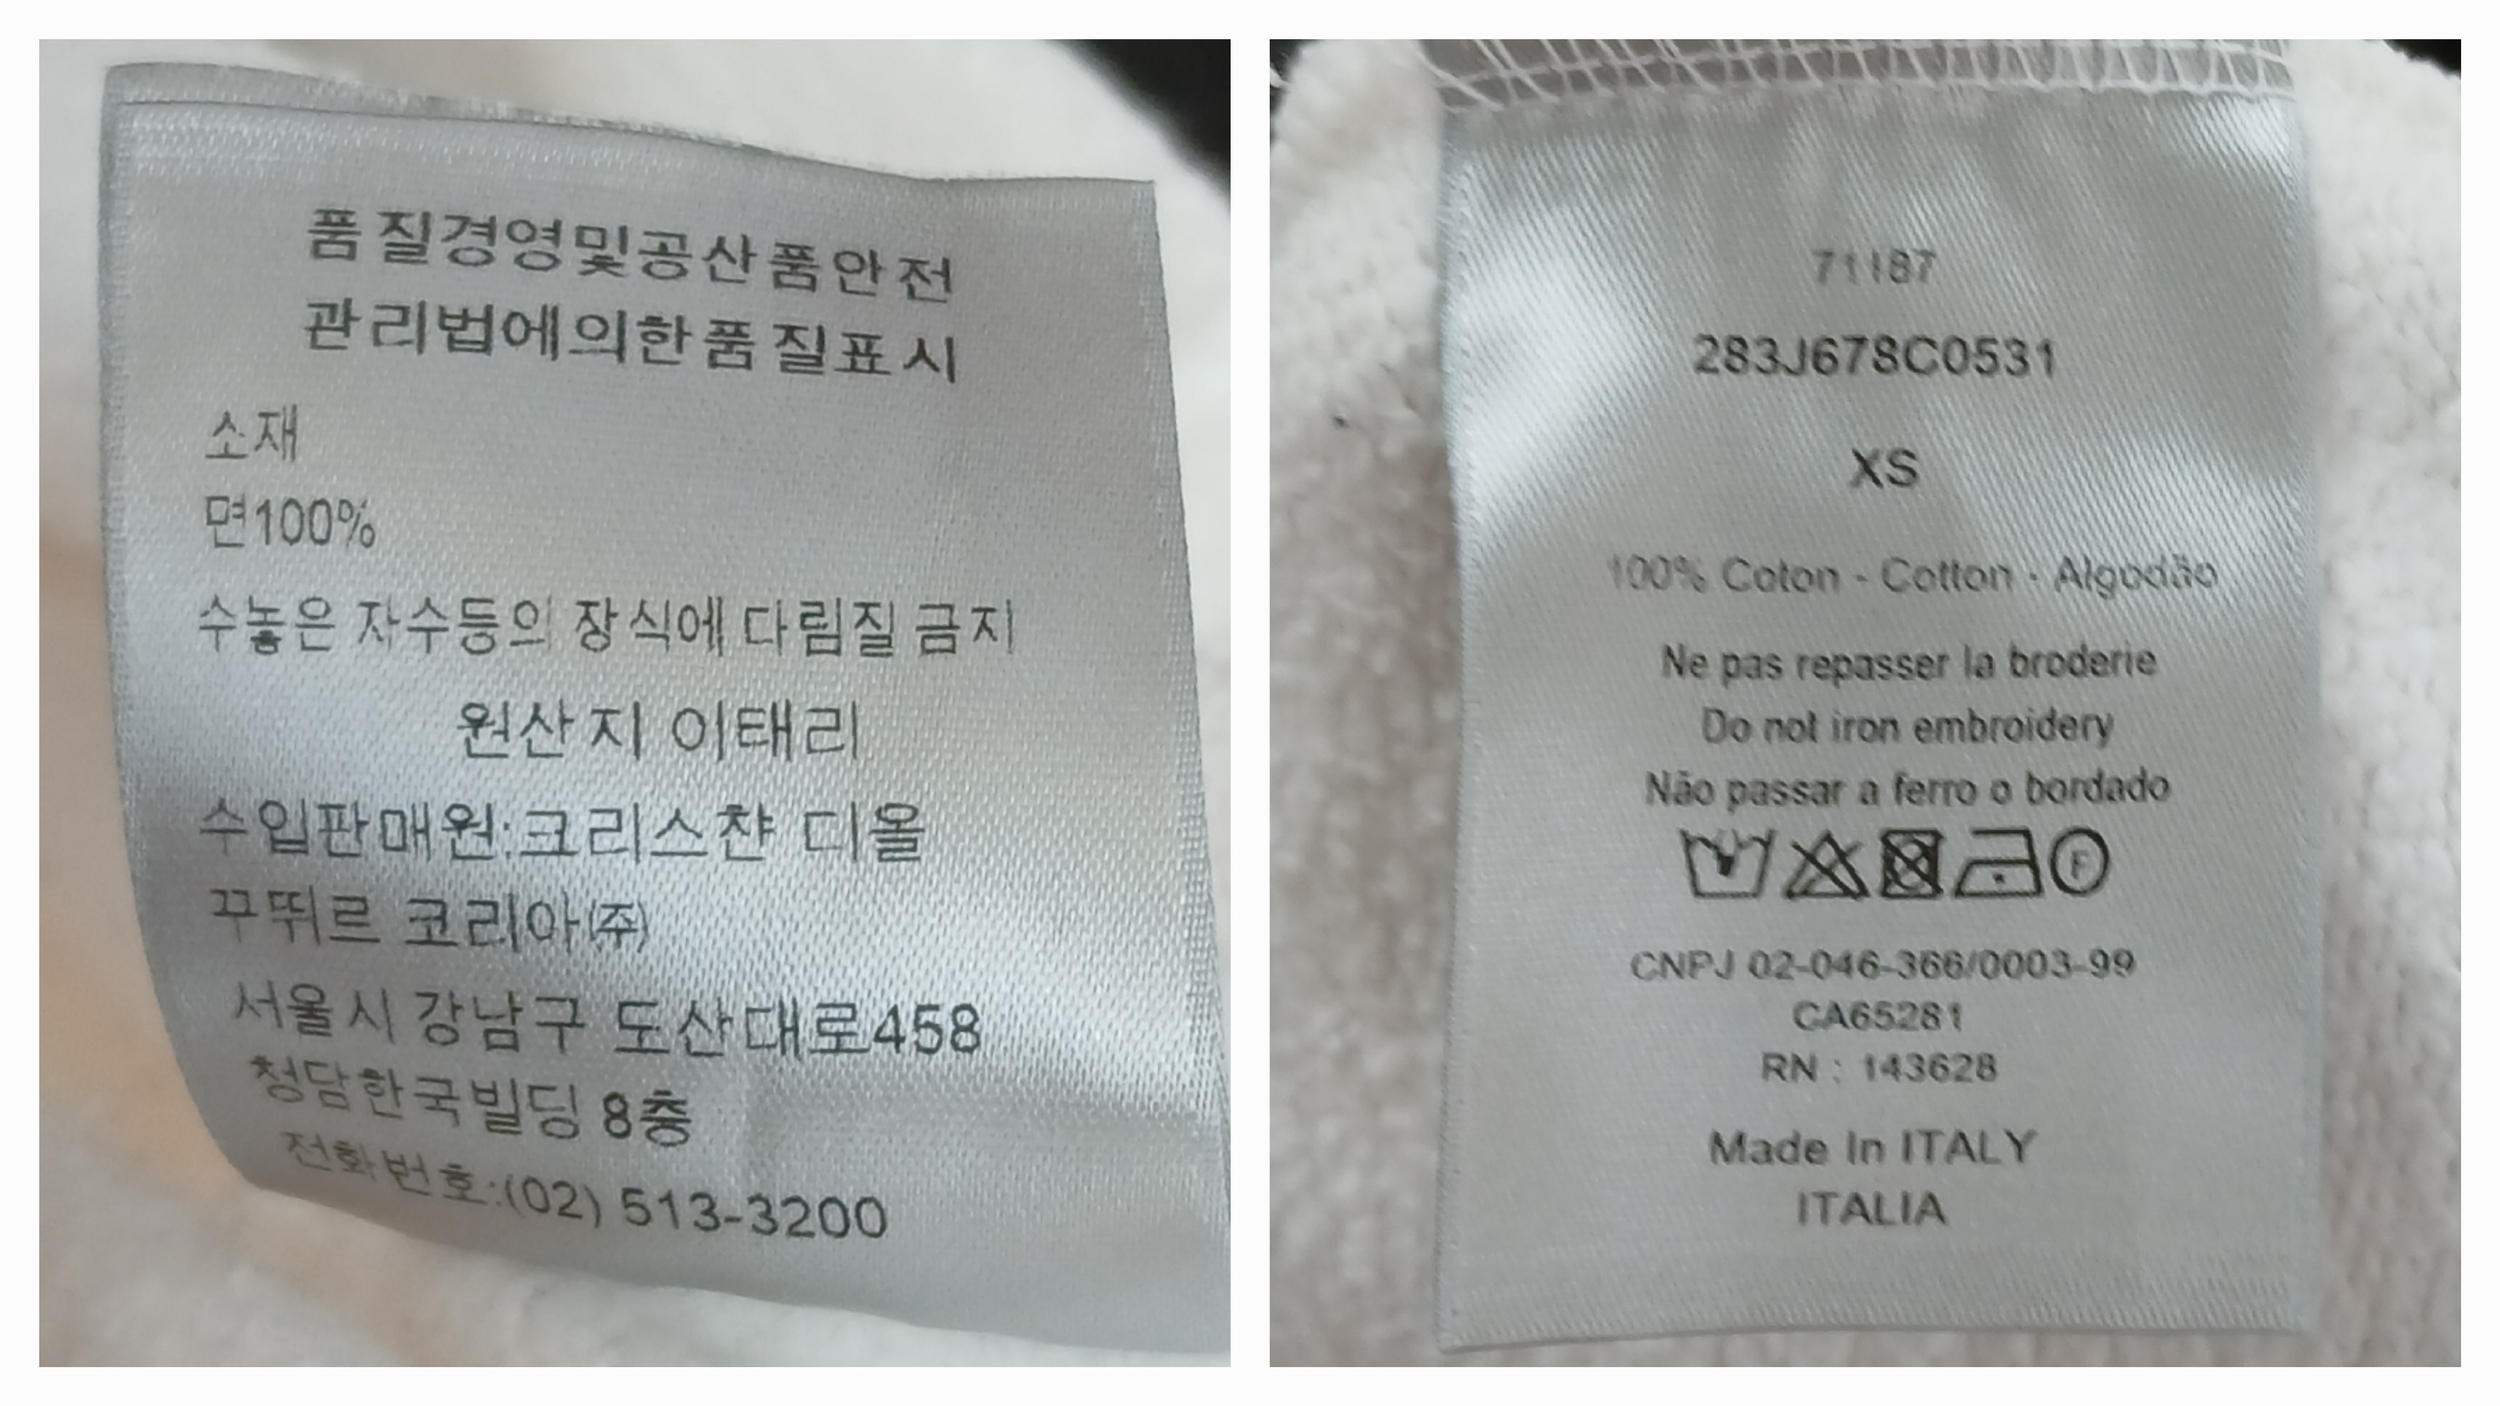 품질경영및공산품안전
관리법에의한품질표시
소재
면100%
수놓은 자수등의 장식에 다림질 금지
원산지 이태리
수입판매원:크리스챤 디올
꾸뛰르 코리아(주)
서울시 강남구 도산대로458
청담한국빌딩 8층
전화번호:(02) 513-3200
71187
283J678C0531
XS
100% Coton - Cotton - Algodão
Ne pas repasser la broderie
Do not iron embroidery
Não passar a ferro o bordado
F
CNPJ 02-046-366/0003-99
CA65281
RN : 143628
Made In ITALY
ITALIA